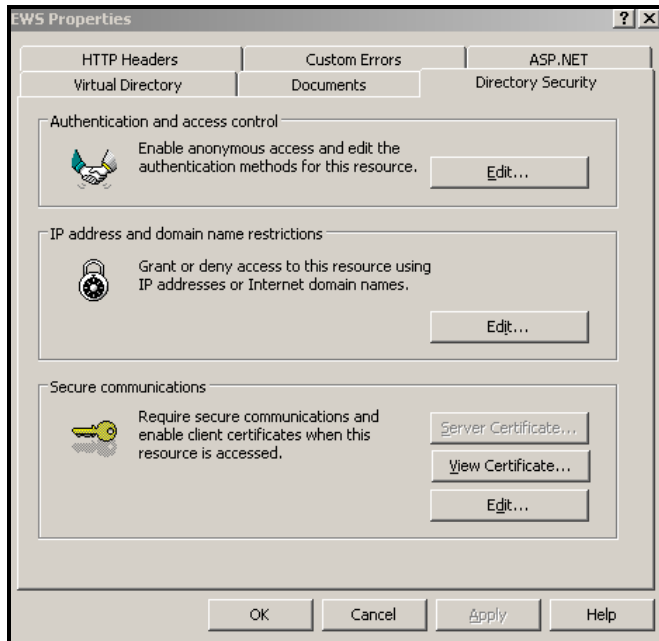 EWS Properties
? X
HTTP Headers
Custom Errors
ASP.NET
Virtual Directory
Documents
Directory Security
Authentication and access control
Enable anonymous access and edit the
authentication methods for this resource.
Edit...
IP address and domain name restrictions
Grant or deny access to this resource using
IP addresses or Internet domain names.
Edit...
Secure communications
Require secure communications and
enable client certificates when this
resource is accessed.
Server Certificate...
View Certificate...
Edit...
OK
Cancel
Apply
Help